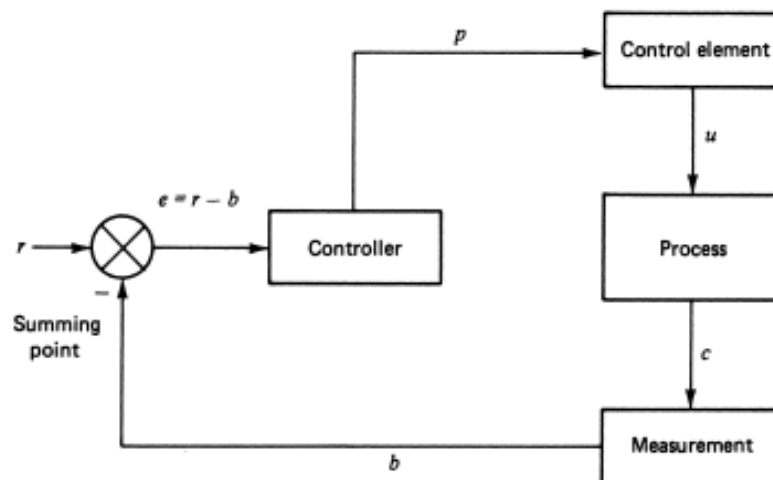 p
Control element
u
e = r − b
r
Controller
Process
−
Summing
point
c
b
Measurement